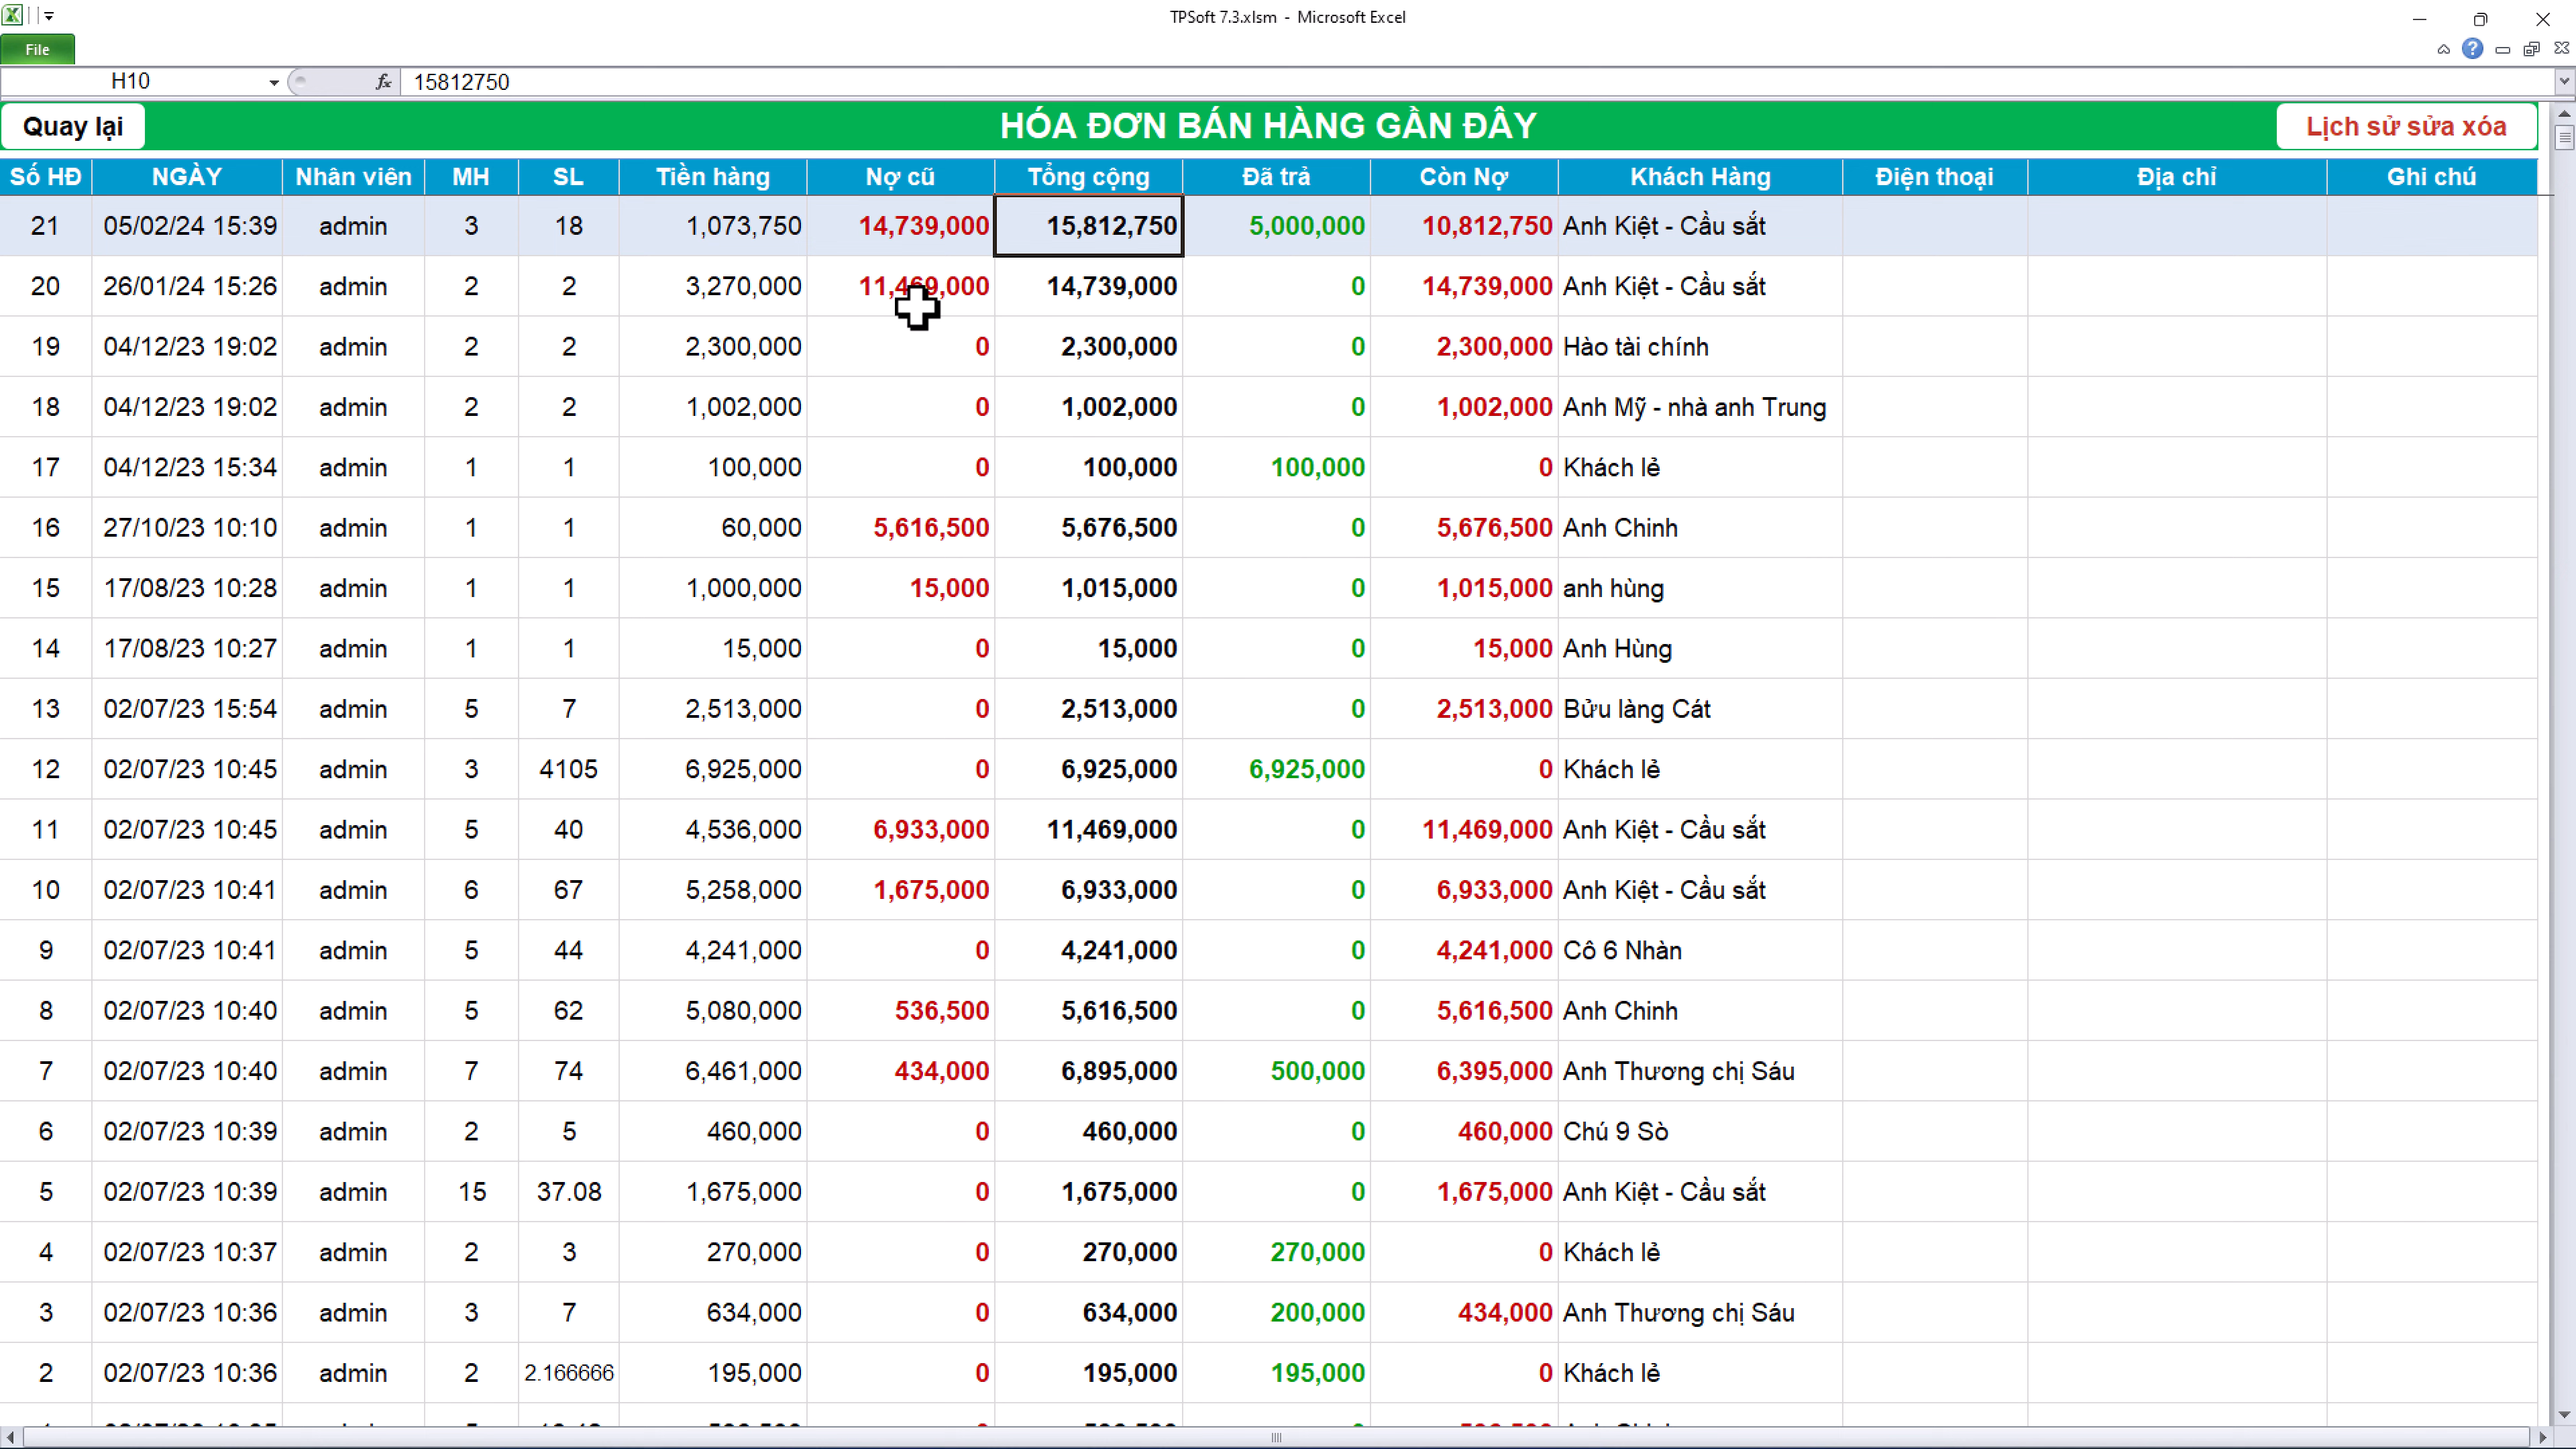 TPSoft 7.3.xlsm - Microsoft Excel
File
H10 fx 15812750
Quay lại HÓA ĐƠN BÁN HÀNG GẦN ĐÂY Lịch sử sửa xóa
Số HĐ NGÀY Nhân viên MH SL Tiền hàng Nợ cũ Tổng cộng Đã trả Còn Nợ Khách Hàng Điện thoại Địa chỉ Ghi chú
21 05/02/24 15:39 admin 3 18 1,073,750 14,739,000 15,812,750 5,000,000 10,812,750 Anh Kiệt - Cầu sắt
20 26/01/24 15:26 admin 2 2 3,270,000 11,469,000 14,739,000 0 14,739,000 Anh Kiệt - Cầu sắt
19 04/12/23 19:02 admin 2 2 2,300,000 0 2,300,000 0 2,300,000 Hào tài chính
18 04/12/23 19:02 admin 2 2 1,002,000 0 1,002,000 0 1,002,000 Anh Mỹ - nhà anh Trung
17 04/12/23 15:34 admin 1 1 100,000 0 100,000 100,000 0 Khách lẻ
16 27/10/23 10:10 admin 1 1 60,000 5,616,500 5,676,500 0 5,676,500 Anh Chinh
15 17/08/23 10:28 admin 1 1 1,000,000 15,000 1,015,000 0 1,015,000 anh hùng
14 17/08/23 10:27 admin 1 1 15,000 0 15,000 0 15,000 Anh Hùng
13 02/07/23 15:54 admin 5 7 2,513,000 0 2,513,000 0 2,513,000 Bửu làng Cát
12 02/07/23 10:45 admin 3 4105 6,925,000 0 6,925,000 6,925,000 0 Khách lẻ
11 02/07/23 10:45 admin 5 40 4,536,000 6,933,000 11,469,000 0 11,469,000 Anh Kiệt - Cầu sắt
10 02/07/23 10:41 admin 6 67 5,258,000 1,675,000 6,933,000 0 6,933,000 Anh Kiệt - Cầu sắt
9 02/07/23 10:41 admin 5 44 4,241,000 0 4,241,000 0 4,241,000 Cô 6 Nhàn
8 02/07/23 10:40 admin 5 62 5,080,000 536,500 5,616,500 0 5,616,500 Anh Chinh
7 02/07/23 10:40 admin 7 74 6,461,000 434,000 6,895,000 500,000 6,395,000 Anh Thương chị Sáu
6 02/07/23 10:39 admin 2 5 460,000 0 460,000 0 460,000 Chú 9 Sò
5 02/07/23 10:39 admin 15 37.08 1,675,000 0 1,675,000 0 1,675,000 Anh Kiệt - Cầu sắt
4 02/07/23 10:37 admin 2 3 270,000 0 270,000 270,000 0 Khách lẻ
3 02/07/23 10:36 admin 3 7 634,000 0 634,000 200,000 434,000 Anh Thương chị Sáu
2 02/07/23 10:36 admin 2 2.166666 195,000 0 195,000 195,000 0 Khách lẻ